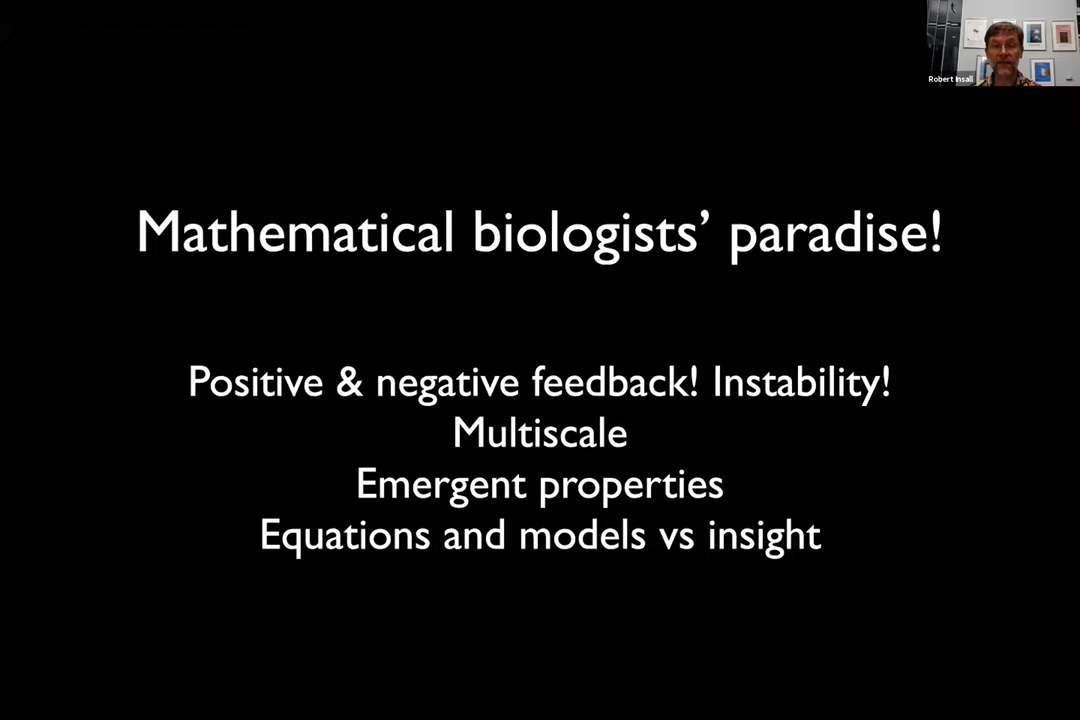 Robert Insall
Mathematical biologists’ paradise!
Positive & negative feedback! Instability!
Multiscale
Emergent properties
Equations and models vs insight